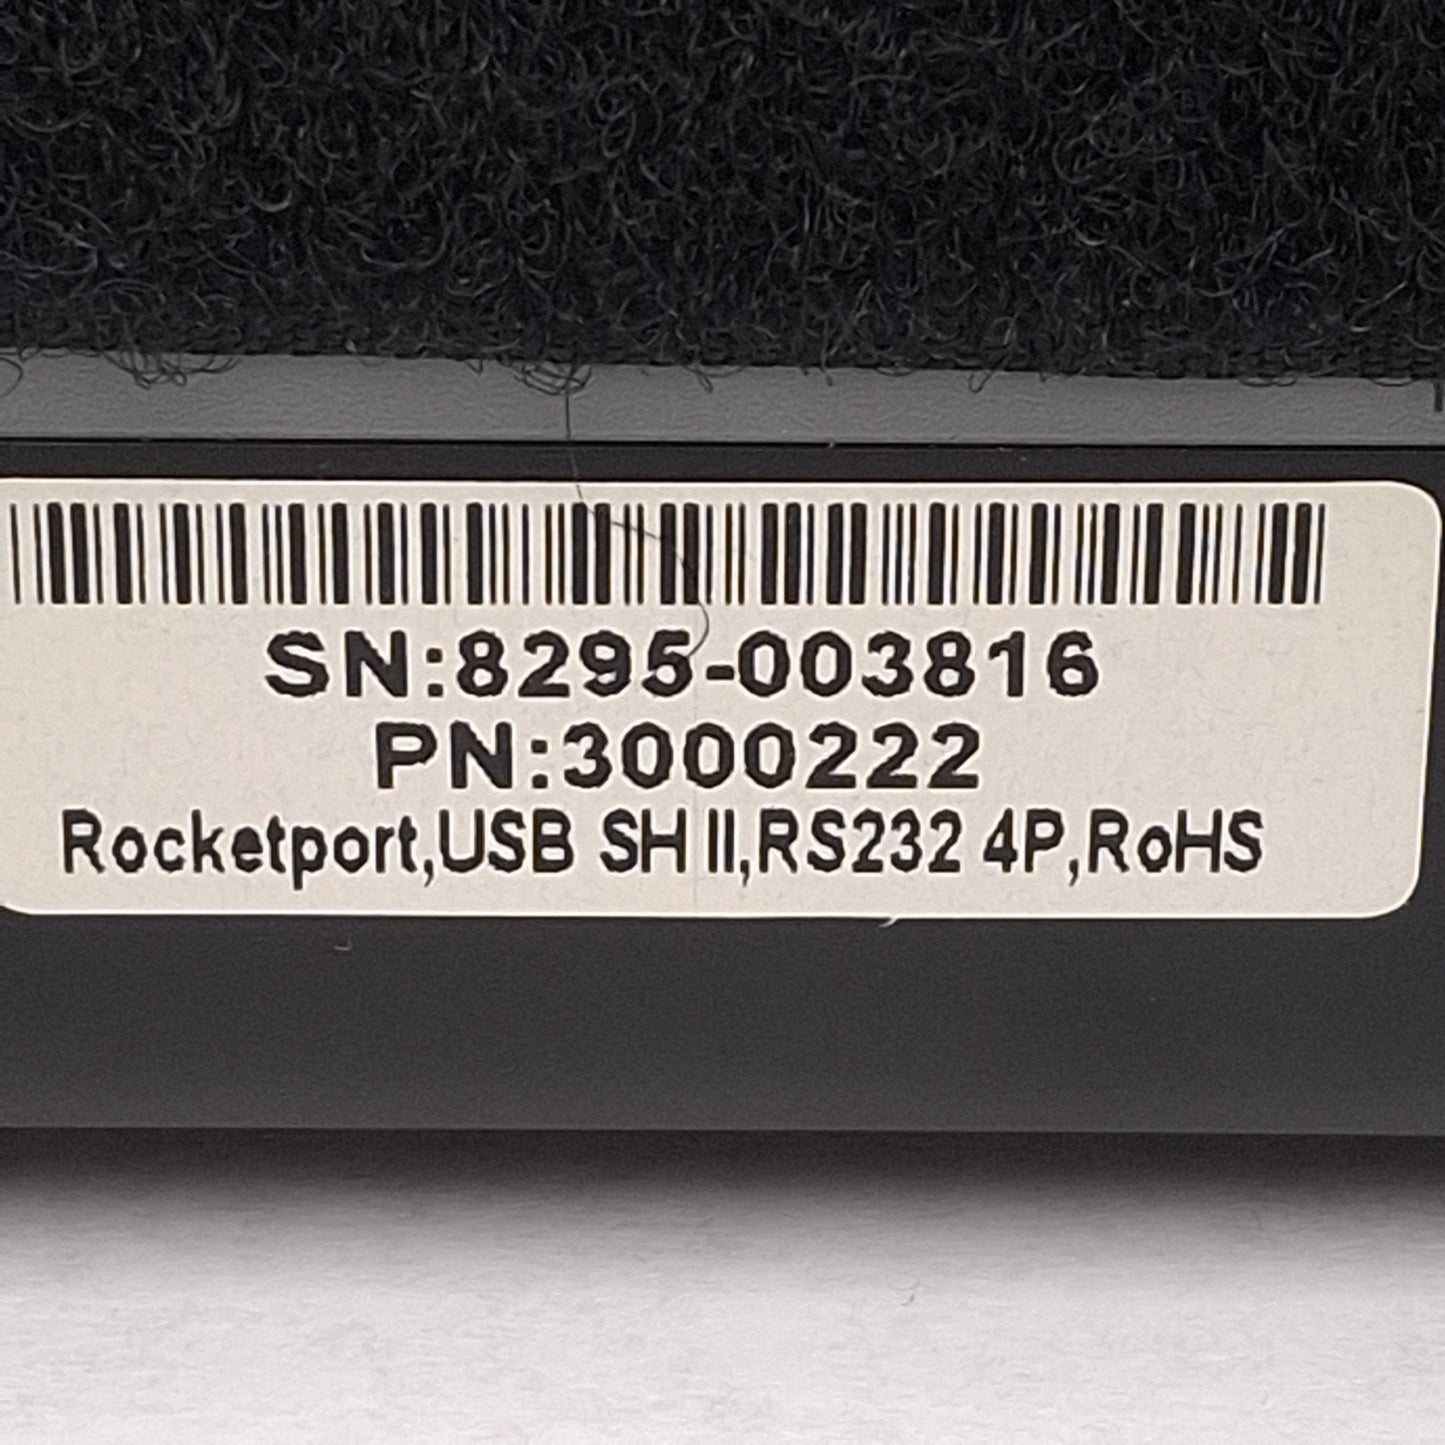 SN:8295-003816
PN:3000222
Rocketport,USB SH II,RS232 4P,RoHS